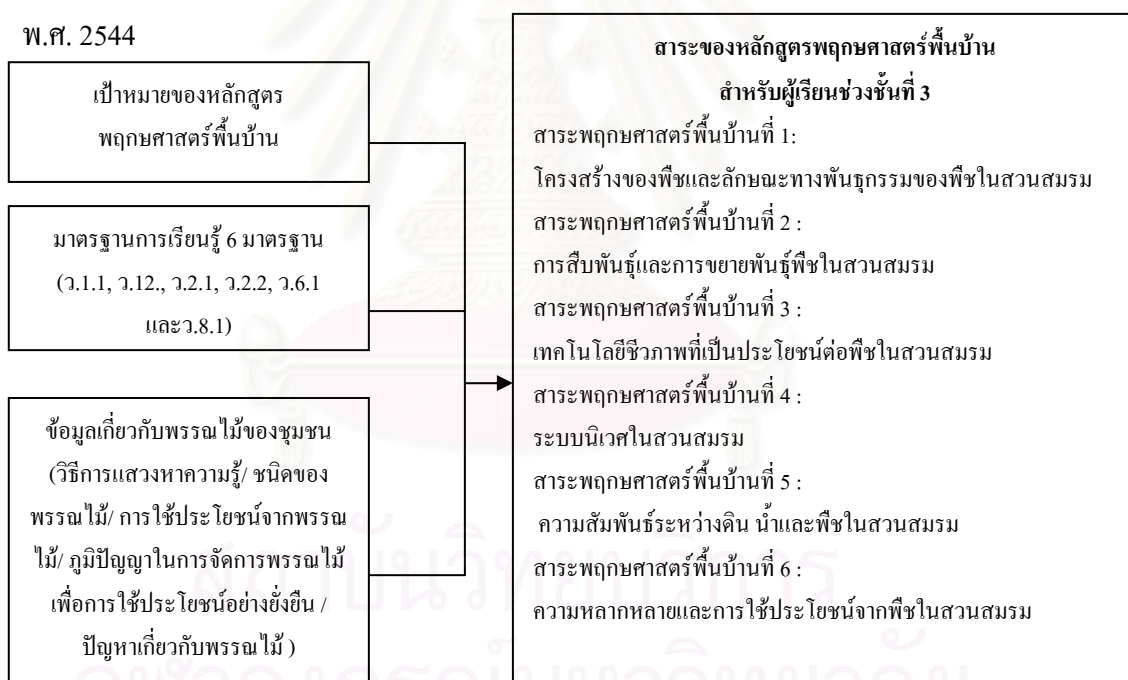 พ.ศ. 2544
เป้าหมายของหลักสูตร
พฤกษศาสตร์พื้นบ้าน
มาตรฐานการเรียนรู้ 6 มาตรฐาน
(ว.1.1, ว.12., ว.2.1, ว.2.2, ว.6.1
และว.8.1)
ข้อมูลเกี่ยวกับพรรณไม้ของชุมชน
(วิธีการแสวงหาความรู้/ ชนิดของ
พรรณไม้/ การใช้ประโยชน์จากพรรณ
ไม้/ ภูมิปัญญาในการจัดการพรรณไม้
เพื่อการใช้ประโยชน์อย่างยั่งยืน /
ปัญหาเกี่ยวกับพรรณไม้ )
สาระของหลักสูตรพฤกษศาสตร์พื้นบ้าน
สำหรับผู้เรียนช่วงชั้นที่ 3
สาระพฤกษศาสตร์พื้นบ้านที่ 1:
โครงสร้างของพืชและลักษณะทางพันธุกรรมของพืชในสวนสมรม
สาระพฤกษศาสตร์พื้นบ้านที่ 2 :
การสืบพันธุ์และการขยายพันธุ์พืชในสวนสมรม
สาระพฤกษศาสตร์พื้นบ้านที่ 3 :
เทคโนโลยีชีวภาพที่เป็นประโยชน์ต่อพืชในสวนสมรม
สาระพฤกษศาสตร์พื้นบ้านที่ 4 :
ระบบนิเวศในสวนสมรม
สาระพฤกษศาสตร์พื้นบ้านที่ 5 :
ความสัมพันธ์ระหว่างดิน น้ำและพืชในสวนสมรม
สาระพฤกษศาสตร์พื้นบ้านที่ 6 :
ความหลากหลายและการใช้ประโยชน์จากพืชในสวนสมรม
สถาบันวิทยบริการ
จุฬาลงกรณ์มหาวิทยาลัย